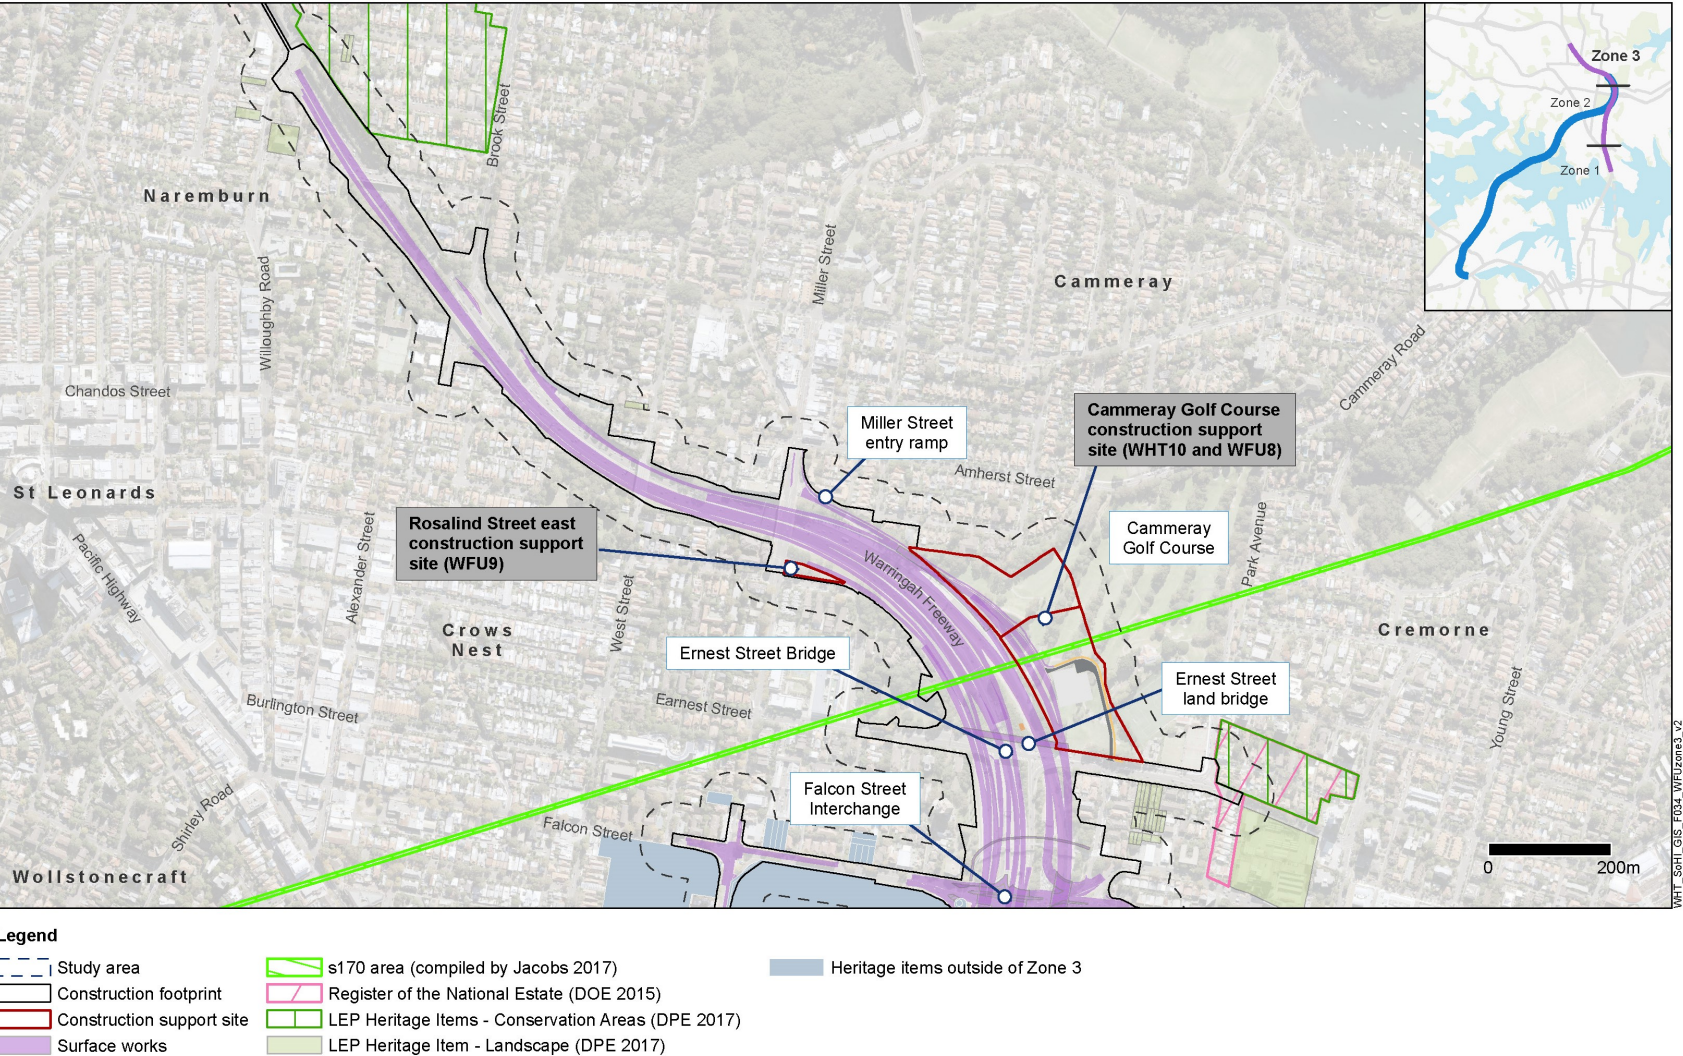 Zone 3
Zone 2
Zone 1
Brook Street
Naremburn
Willoughby Road
Miller Street
Cammeray
Cammeray Road
Chandos Street
Miller Street
entry ramp
Cammeray Golf Course
construction support
site (WHT10 and WFU8)
Amherst Street
St Leonards
Rosalind Street east
construction support
site (WFU9)
Cammeray
Golf Course
Park Avenue
Pacific Highway
Alexander Street
West Street
Warringah Freeway
Crows
Nest
Cremorne
Ernest Street Bridge
Ernest Street
land bridge
Burlington Street
Earnest Street
Young Street
Falcon Street
Interchange
Shirley Road
Falcon Street
Wollstonecraft
0
200m
WHT_SoHI_GIS_F034_WFUzone3_v2
Legend
Study area
Construction footprint
Construction support site
Surface works
s170 area (compiled by Jacobs 2017)
Register of the National Estate (DOE 2015)
LEP Heritage Items - Conservation Areas (DPE 2017)
LEP Heritage Item - Landscape (DPE 2017)
Heritage items outside of Zone 3